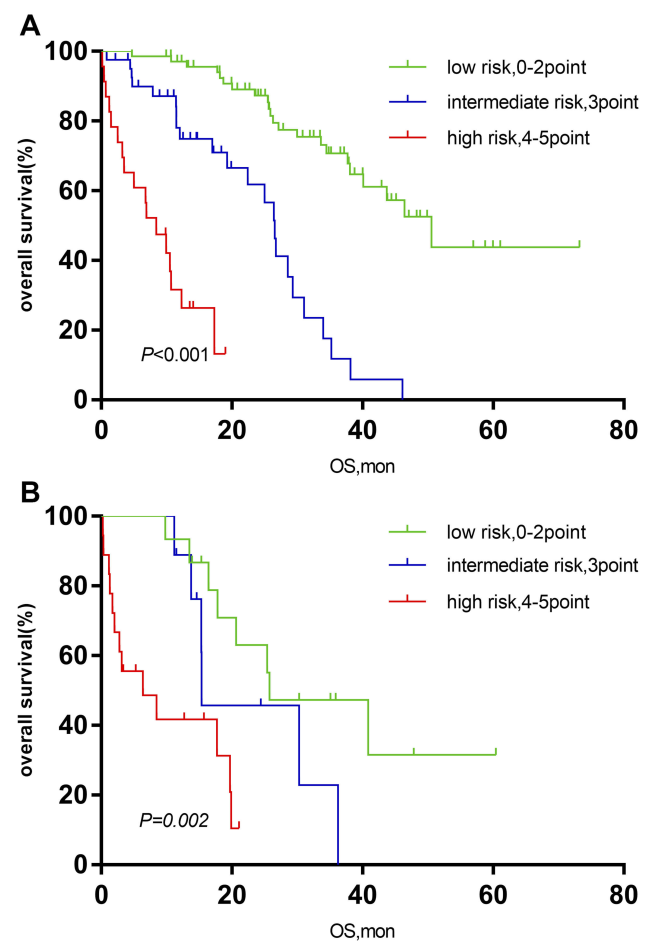 A
100
80
60
40
20
0
overall survival(%)
low risk,0-2point
intermediate risk,3point
high risk,4-5point
P<0.001
0 20 40 60 80
OS,mon
B
100
80
60
40
20
0
overall survival(%)
low risk,0-2point
intermediate risk,3point
high risk,4-5point
P=0.002
0 20 40 60 80
OS,mon